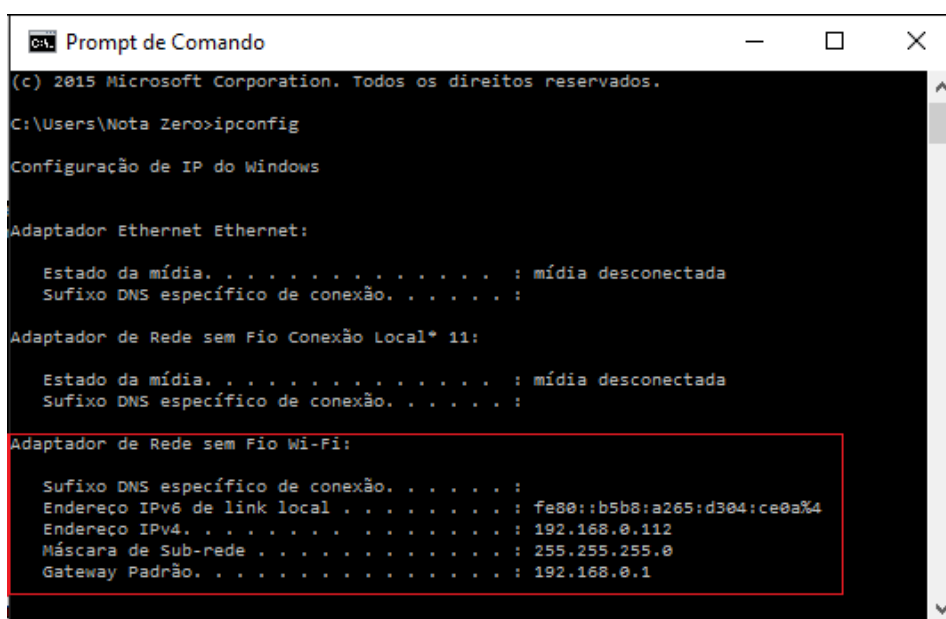 Prompt de Comando
(c) 2015 Microsoft Corporation. Todos os direitos reservados.
C:\Users\Nota Zero>ipconfig
Configuração de IP do Windows
Adaptador Ethernet Ethernet:
Estado da mídia. . . . . . . . . . . . . . : mídia desconectada
Sufixo DNS específico de conexão. . . . . . :
Adaptador de Rede sem Fio Conexão Local* 11:
Estado da mídia. . . . . . . . . . . . . . : mídia desconectada
Sufixo DNS específico de conexão. . . . . . :
Adaptador de Rede sem Fio Wi-Fi:
Sufixo DNS específico de conexão. . . . . . :
Endereço IPv6 de link local . . . . . . . . : fe80::b5b8:a265:d304:ce0a%4
Endereço IPv4. . . . . . . . . . . . . . . : 192.168.0.112
Máscara de Sub-rede . . . . . . . . . . . . : 255.255.255.0
Gateway Padrão. . . . . . . . . . . . . . . : 192.168.0.1